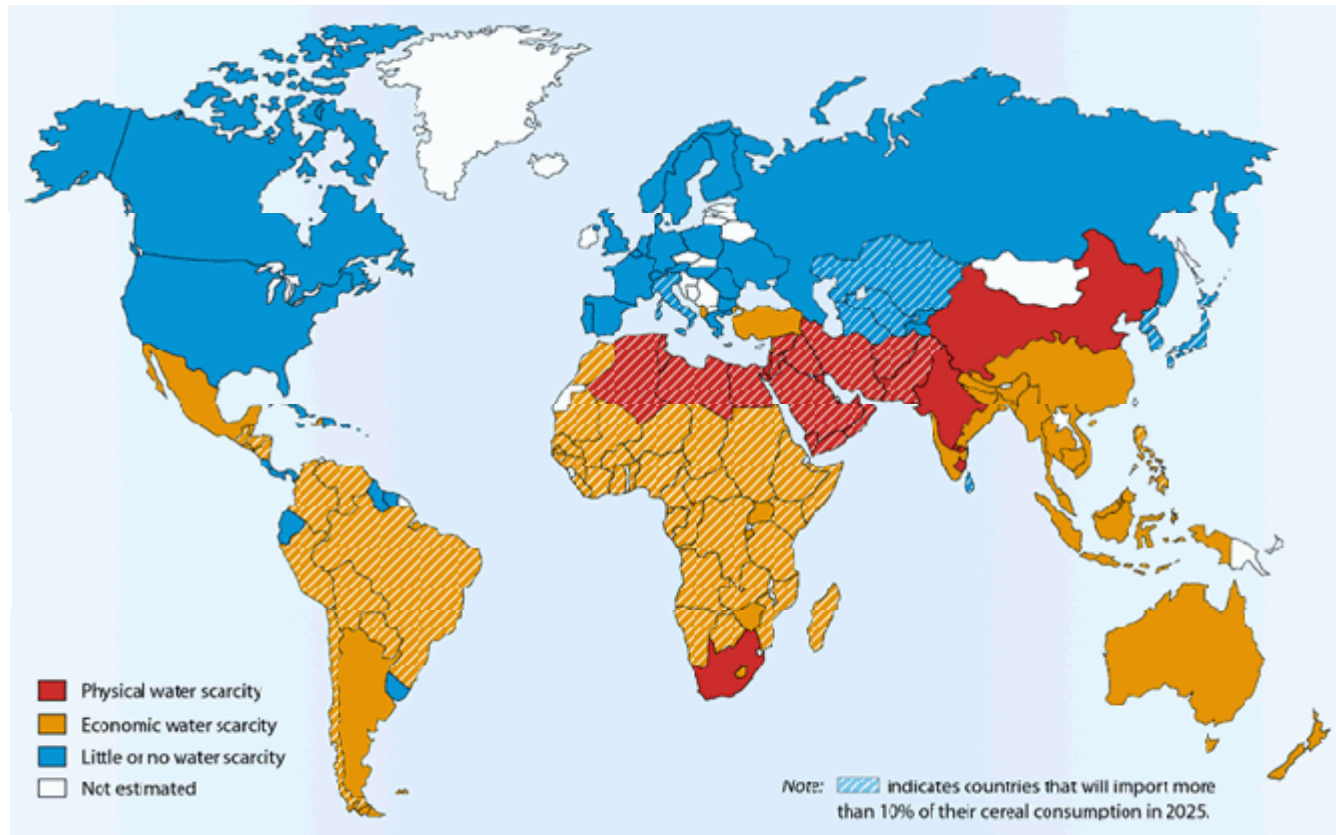 Physical water scarcity
Economic water scarcity
Little or no water scarcity
Not estimated
Note: indicates countries that will import more
than 10% of their cereal consumption in 2025.